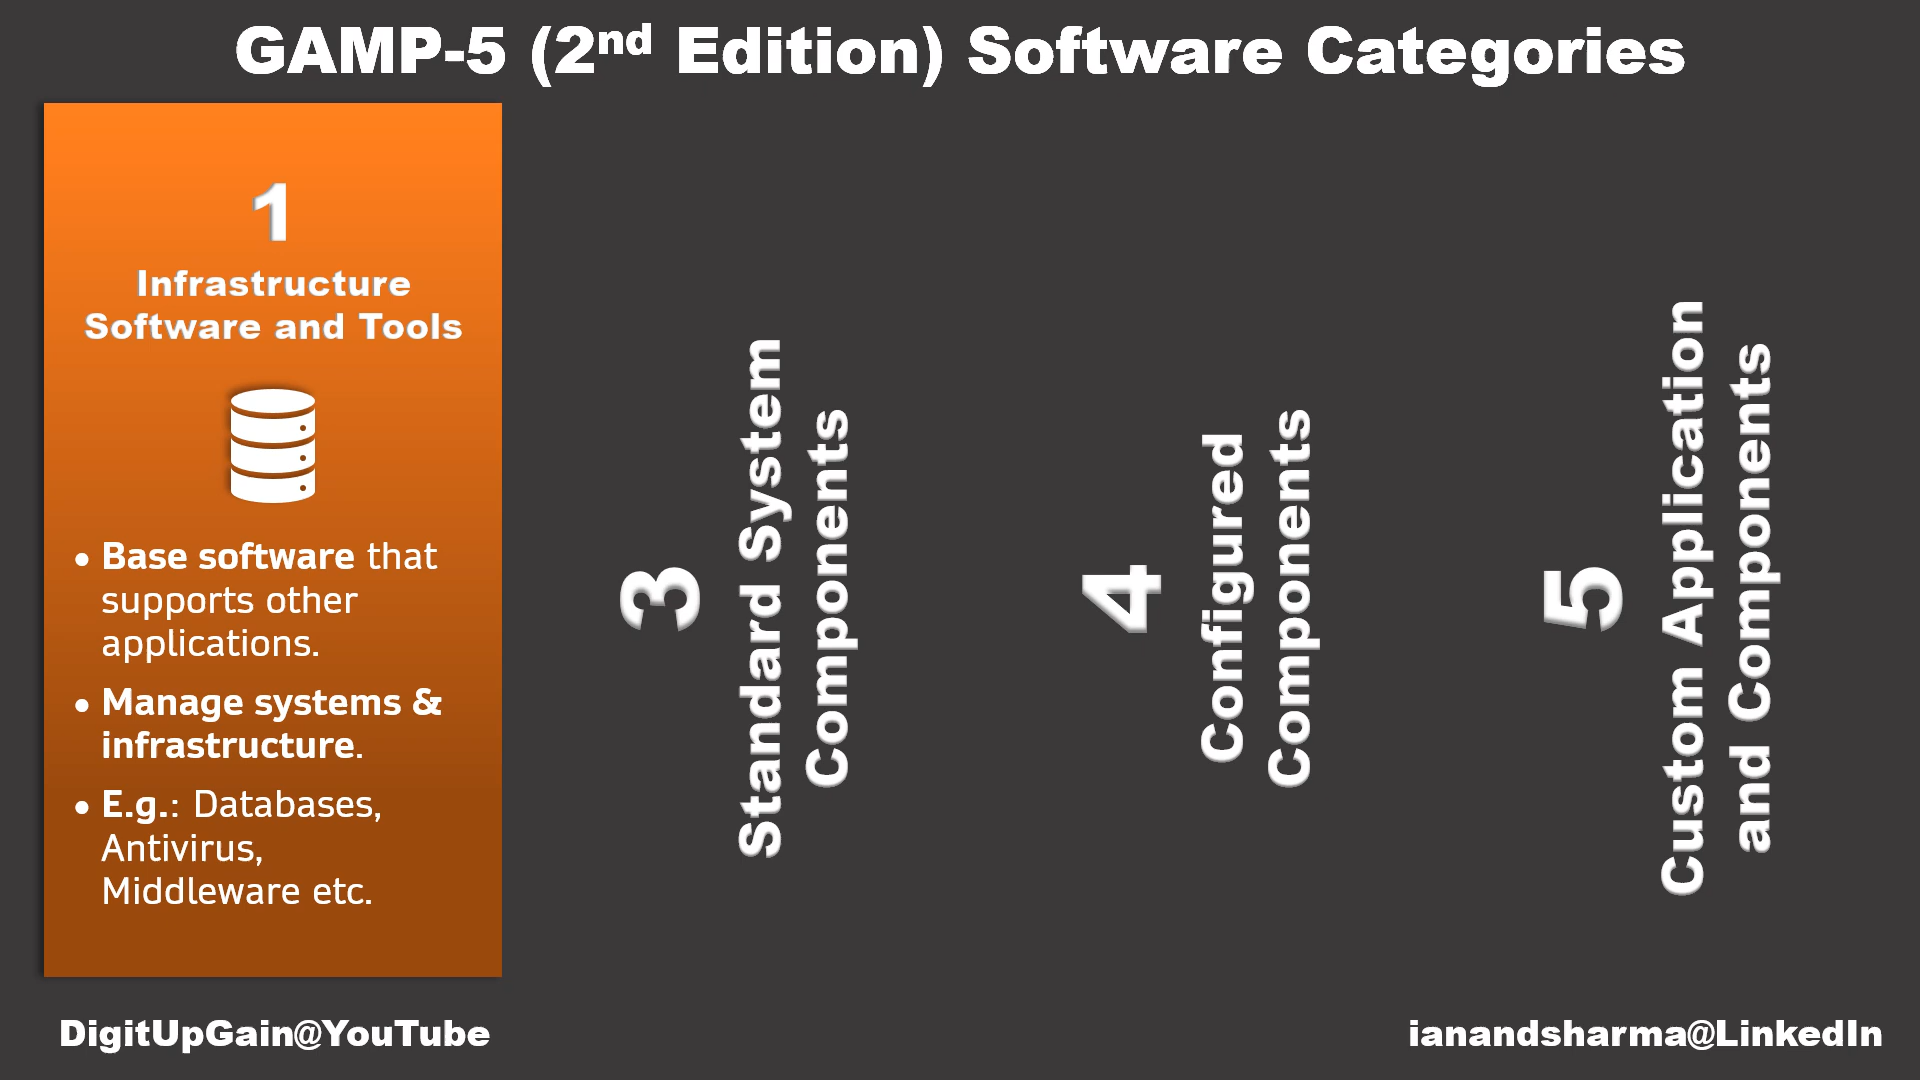 GAMP-5 (2nd Edition) Software Categories
1
Infrastructure
Software and Tools
• Base software that
supports other
applications.
• Manage systems &
infrastructure.
• E.g.: Databases,
Antivirus,
Middleware etc.
3
Standard System
Components
4
Configured
Components
5
Custom Application
and Components
DigitUpGain@YouTube
ianandsharma@LinkedIn